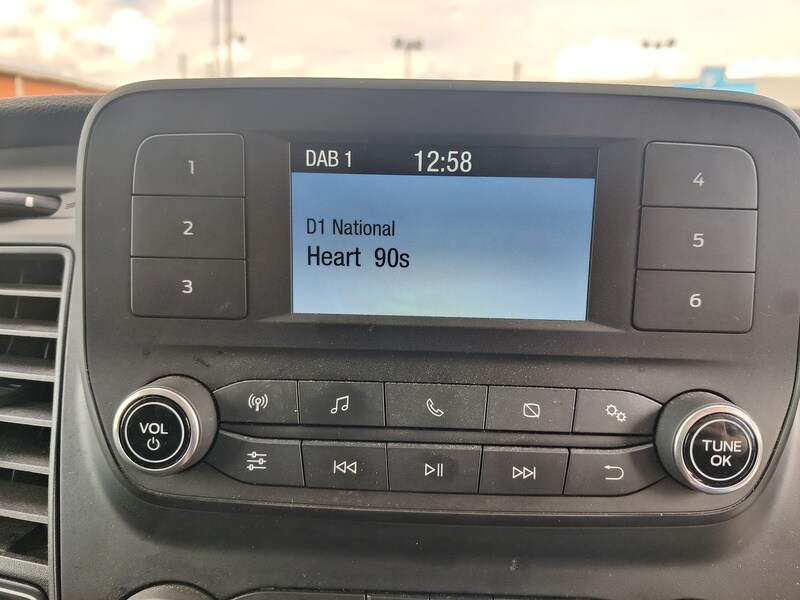 DAB 1 12:58
D1 National
Heart 90s
1
2
3
4
5
6
VOL
TUNE
OK